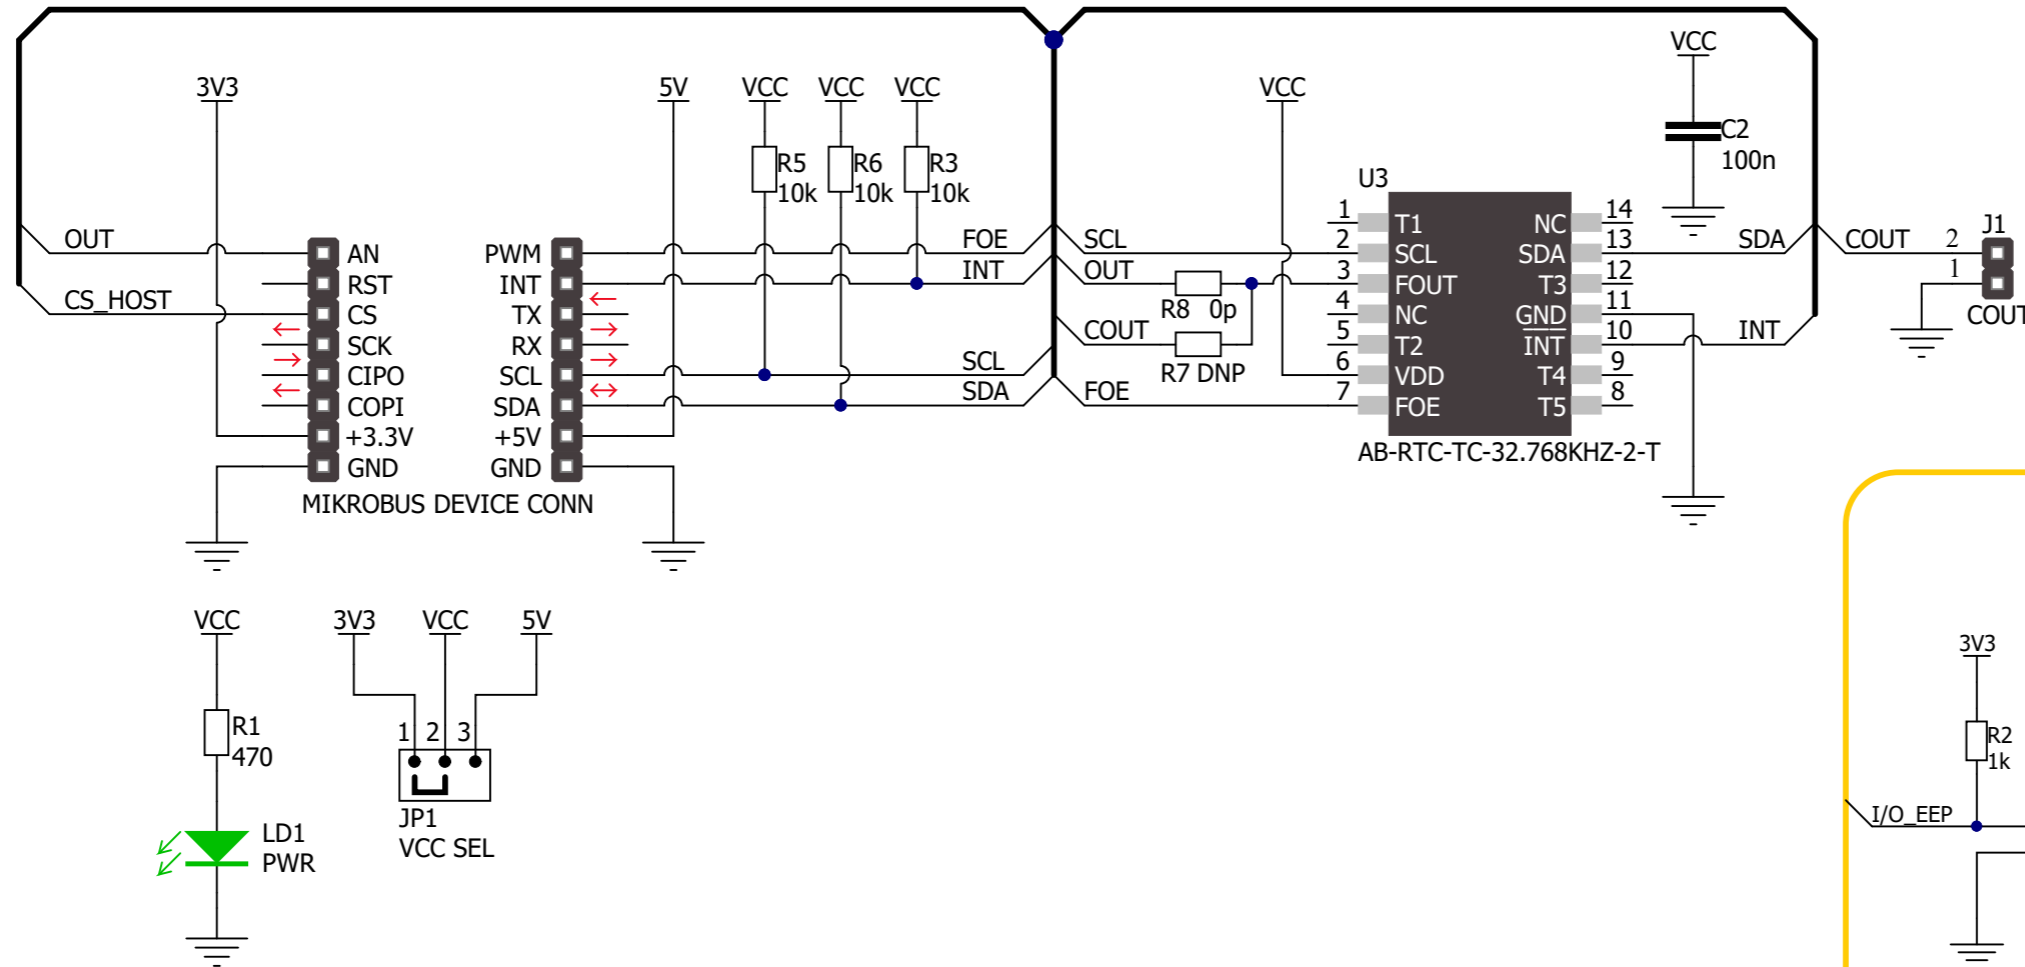 3V3
5V
VCC
VCC
VCC
VCC
VCC
R5
10k
R6
10k
R3
10k
C2
100n
OUT
CS_HOST
AN
RST
CS
SCK
CIPO
COPI
+3.3V
GND
PWM
INT
TX
RX
SCL
SDA
+5V
GND
MIKROBUS DEVICE CONN
FOE
INT
SCL
SDA
SCL
OUT
COUT
FOE
R8 0p
R7 DNP
U3
1
2
3
4
5
6
7
T1
SCL
FOUT
NC
T2
VDD
FOE
NC
SDA
T3
GND
INT
T4
T5
14
13
12
11
10
9
8
AB-RTC-TC-32.768KHZ-2-T
SDA
INT
COUT
2
1
J1
COUT
VCC
R1
470
LD1
PWR
3V3
VCC
5V
1 2 3
JP1
VCC SEL
3V3
R2
1k
I/O_EEP